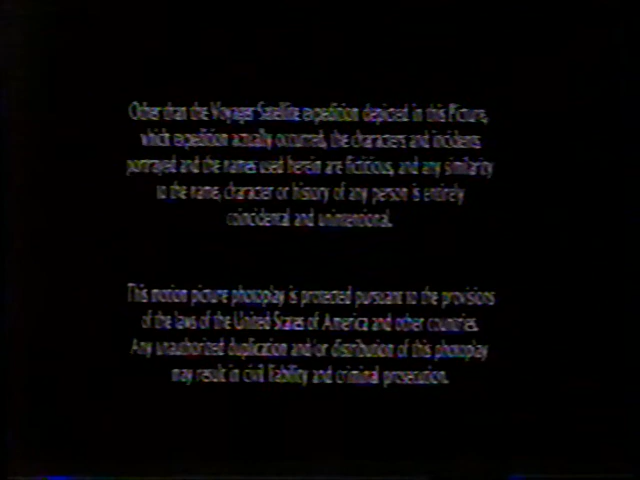 Other than the Voyager Satellite expedition depicted in this Picture,
which expedition actually occurred, the characters and incidents
portrayed and the names used herein are fictitious, and any similarity
to the name, character or history of any person is entirely
coincidental and unintentional.
This motion picture photoplay is protected pursuant to the provisions
of the laws of the United States of America and other countries.
Any unauthorized duplication and/or distribution of this photoplay
may result in civil liability and criminal prosecution.